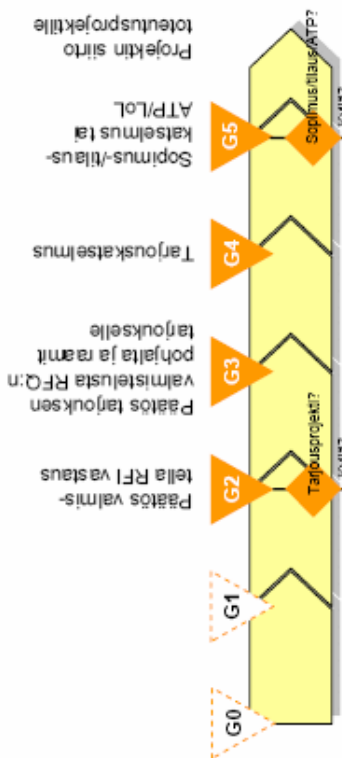 G0
G1
G2
G3
G4
G5
Päätös valmis-
tella RFI vastaus
Päätös tarjouksen
valmistelusta RFQ:n
pohjalta ja raamit
tarjoukselle
Tarjouskatselmus
Sopimus-/tilaus-
katselmus tai
ATP/LoL
Projektin siirto
toteutusprojektille
Tarjousprojekti?
Sopimus/tilaus/ATP?